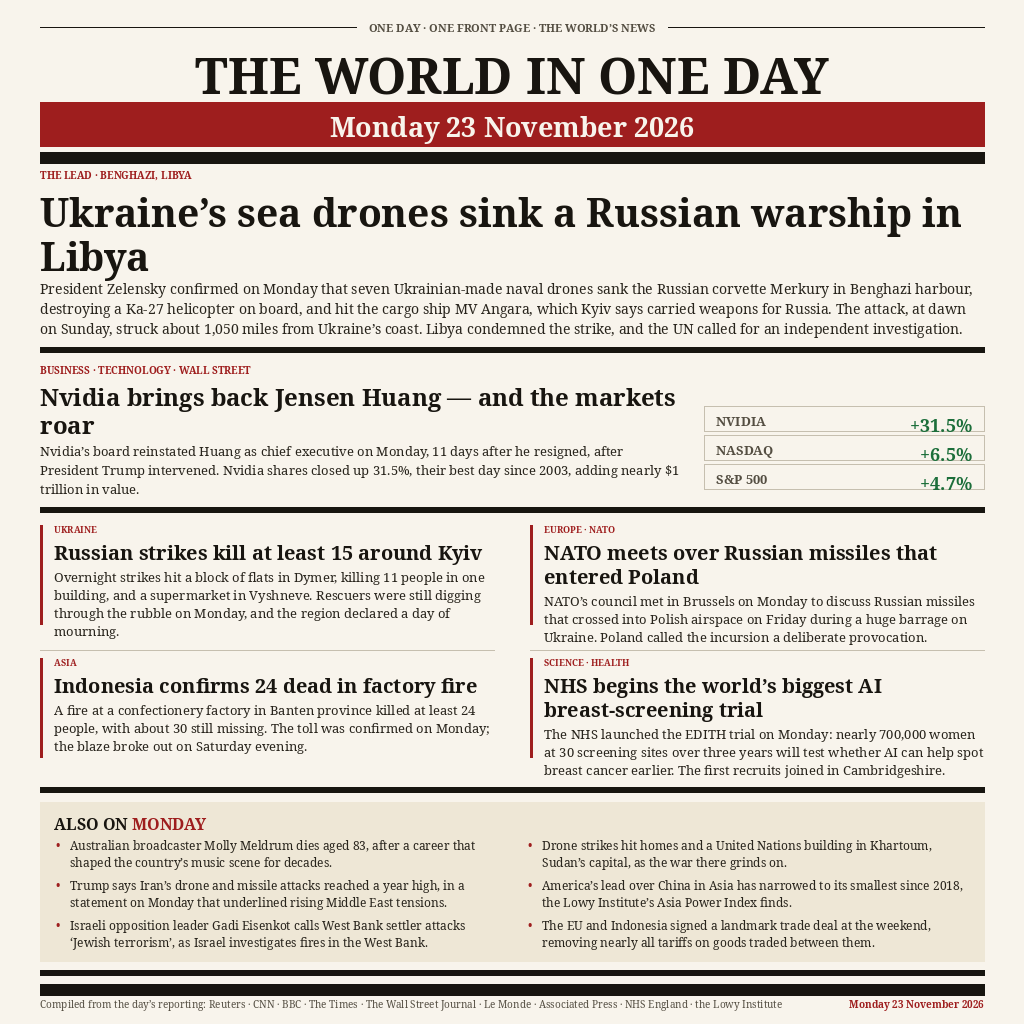 ONE DAY · ONE FRONT PAGE · THE WORLD’S NEWS
THE WORLD IN ONE DAY
Monday 23 November 2026
THE LEAD · BENGHAZI, LIBYA
Ukraine’s sea drones sink a Russian warship in
Libya
President Zelensky confirmed on Monday that seven Ukrainian-made naval drones sank the Russian corvette Merkury in Benghazi harbour,
destroying a Ka-27 helicopter on board, and hit the cargo ship MV Angara, which Kyiv says carried weapons for Russia. The attack, at dawn
on Sunday, struck about 1,050 miles from Ukraine’s coast. Libya condemned the strike, and the UN called for an independent investigation.
BUSINESS · TECHNOLOGY · WALL STREET
Nvidia brings back Jensen Huang — and the markets
roar
Nvidia’s board reinstated Huang as chief executive on Monday, 11 days after he resigned, after
President Trump intervened. Nvidia shares closed up 31.5%, their best day since 2003, adding nearly $1
trillion in value.
NVIDIA +31.5%
NASDAQ +6.5%
S&P 500 +4.7%
UKRAINE
Russian strikes kill at least 15 around Kyiv
Overnight strikes hit a block of flats in Dymer, killing 11 people in one
building, and a supermarket in Vyshneve. Rescuers were still digging
through the rubble on Monday, and the region declared a day of
mourning.
EUROPE · NATO
NATO meets over Russian missiles that
entered Poland
NATO’s council met in Brussels on Monday to discuss Russian missiles
that crossed into Polish airspace on Friday during a huge barrage on
Ukraine. Poland called the incursion a deliberate provocation.
ASIA
Indonesia confirms 24 dead in factory fire
A fire at a confectionery factory in Banten province killed at least 24
people, with about 30 still missing. The toll was confirmed on Monday;
the blaze broke out on Saturday evening.
SCIENCE · HEALTH
NHS begins the world’s biggest AI
breast-screening trial
The NHS launched the EDITH trial on Monday: nearly 700,000 women
at 30 screening sites over three years will test whether AI can help spot
breast cancer earlier. The first recruits joined in Cambridgeshire.
ALSO ON MONDAY
• Australian broadcaster Molly Meldrum dies aged 83, after a career that
shaped the country’s music scene for decades.
• Trump says Iran’s drone and missile attacks reached a year high, in a
statement on Monday that underlined rising Middle East tensions.
• Israeli opposition leader Gadi Eisenkot calls West Bank settler attacks
‘Jewish terrorism’, as Israel investigates fires in the West Bank.
• Drone strikes hit homes and a United Nations building in Khartoum,
Sudan’s capital, as the war there grinds on.
• America’s lead over China in Asia has narrowed to its smallest since 2018,
the Lowy Institute’s Asia Power Index finds.
• The EU and Indonesia signed a landmark trade deal at the weekend,
removing nearly all tariffs on goods traded between them.
Compiled from the day’s reporting: Reuters · CNN · BBC · The Times · The Wall Street Journal · Le Monde · Associated Press · NHS England · the Lowy Institute
Monday 23 November 2026